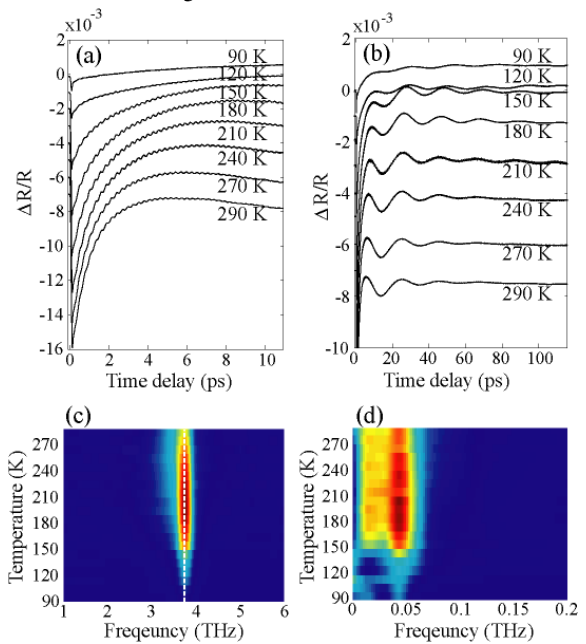 x10⁻³
(a)
0
-2
-4
-6
-8
-10
-12
-14
-16
ΔR/R
90 K
120 K
150 K
180 K
210 K
240 K
270 K
290 K
0 2 4 6 8 10
Time delay (ps)
x10⁻³
(b)
2
0
-2
-4
-6
-8
ΔR/R
90 K
120 K
150 K
180 K
210 K
240 K
270 K
290 K
0 20 40 60 80 100
Time delay (ps)
(c)
Temperature (K)
270
240
210
180
150
120
90
1 2 3 4 5 6
Freqeuncy (THz)
(d)
Temperature (K)
270
240
210
180
150
120
90
0 0.05 0.1 0.15 0.2
Freqeuncy (THz)